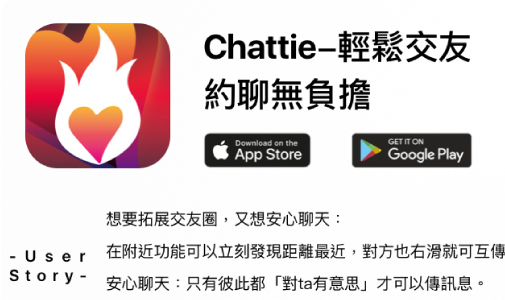 Chattie–輕鬆交友
約聊無負擔
Download on the
App Store
GET IT ON
Google Play
想要拓展交友圈，又想安心聊天：
-User
Story-
在附近功能可以立刻發現距離最近，對方也右滑就可互傳
安心聊天：只有彼此都「對ta有意思」才可以傳訊息。